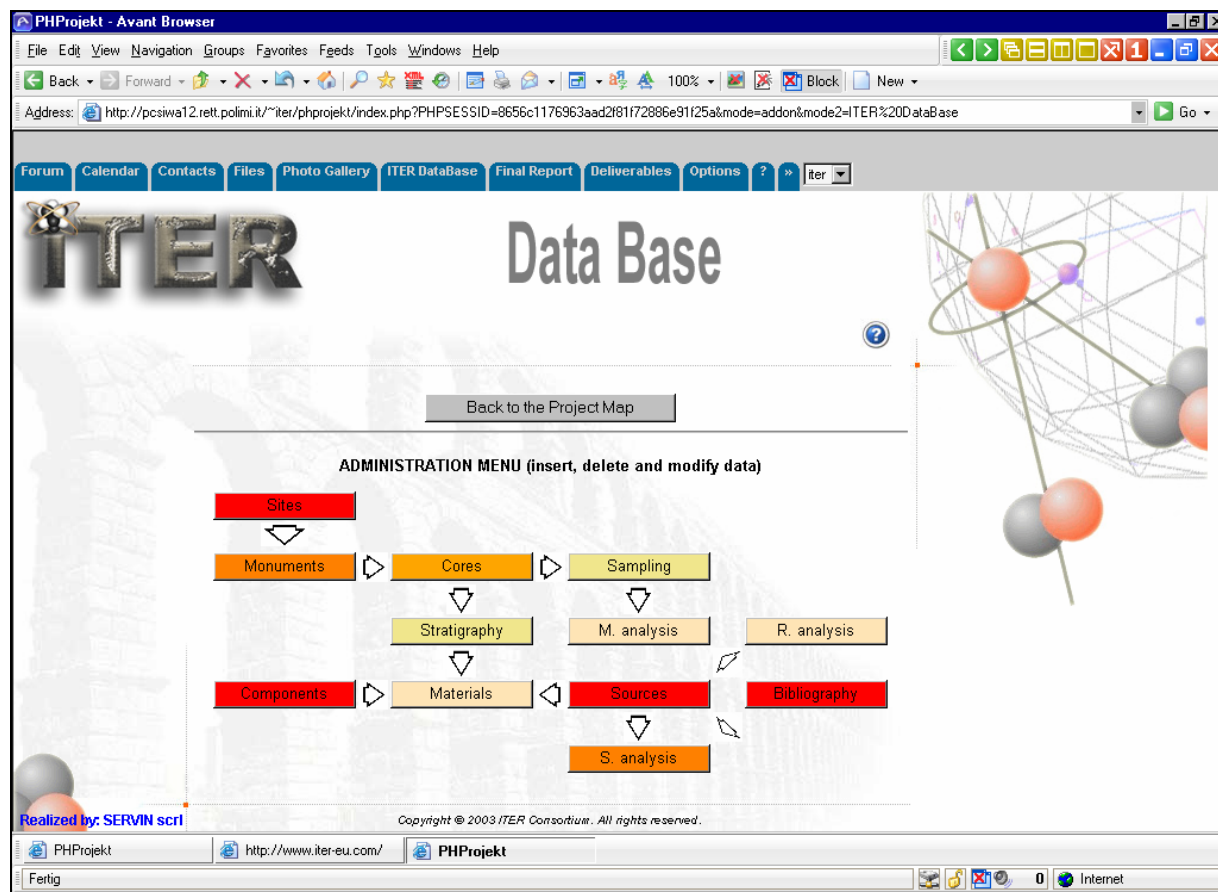 PHProjekt - Avant Browser
File Edit View Navigation Groups Favorites Feeds Tools Windows Help
1
Back Forward XML 100% Block New
Address: http://pcsiwa12.rett.polimi.it/~iter/phprojekt/index.php?PHPSESSID=8656c1176963aad2f81f72886e91f25a&mode=addon&mode2=ITER%20DataBase Go
Forum Calendar Contacts Files Photo Gallery ITER DataBase Final Report Deliverables Options ? » iter
iTER
Data Base
?
Back to the Project Map
ADMINISTRATION MENU (insert, delete and modify data)
Sites
Monuments Cores Sampling
Stratigraphy M. analysis R. analysis
Components Materials Sources Bibliography
S. analysis
Realized by: SERVIN scrl
Copyright © 2003 ITER Consortium. All rights reserved.
PHProjekt http://www.iter-eu.com/ PHProjekt
Fertig 0 Internet